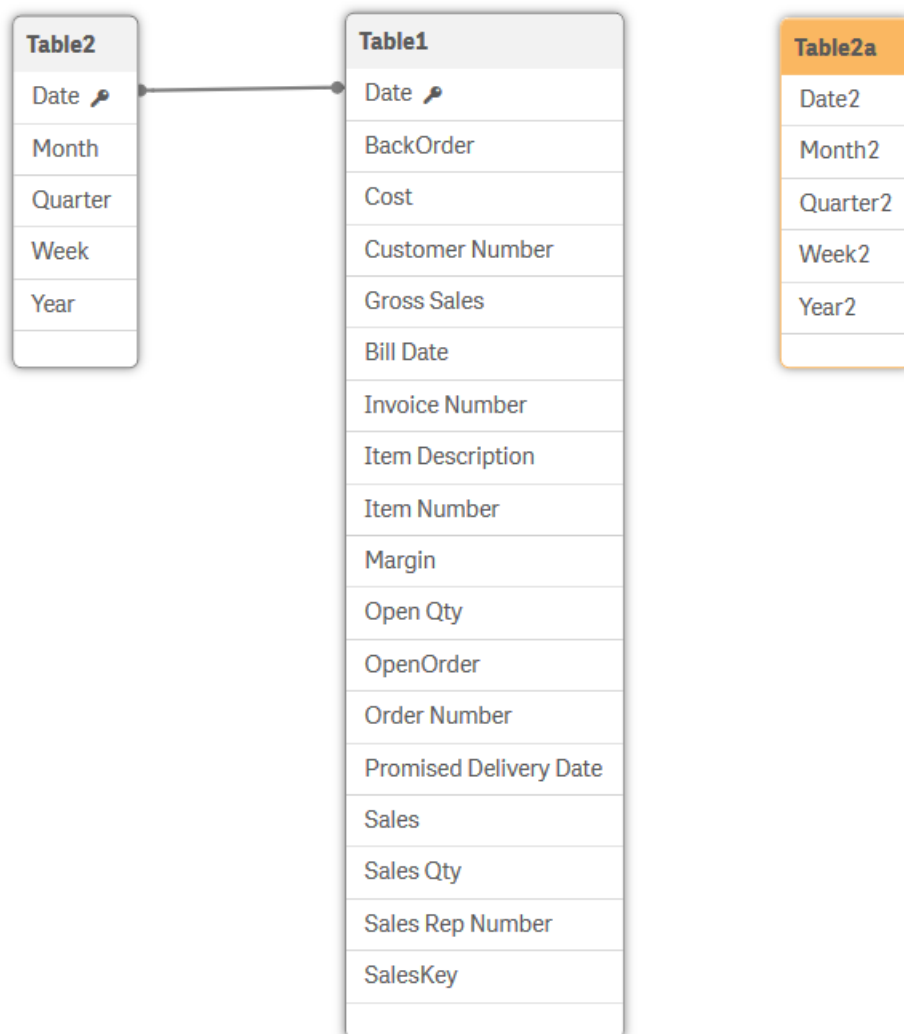 Table2
Date
Month
Quarter
Week
Year
Table1
Date
BackOrder
Cost
Customer Number
Gross Sales
Bill Date
Invoice Number
Item Description
Item Number
Margin
Open Qty
OpenOrder
Order Number
Promised Delivery Date
Sales
Sales Qty
Sales Rep Number
SalesKey
Table2a
Date2
Month2
Quarter2
Week2
Year2